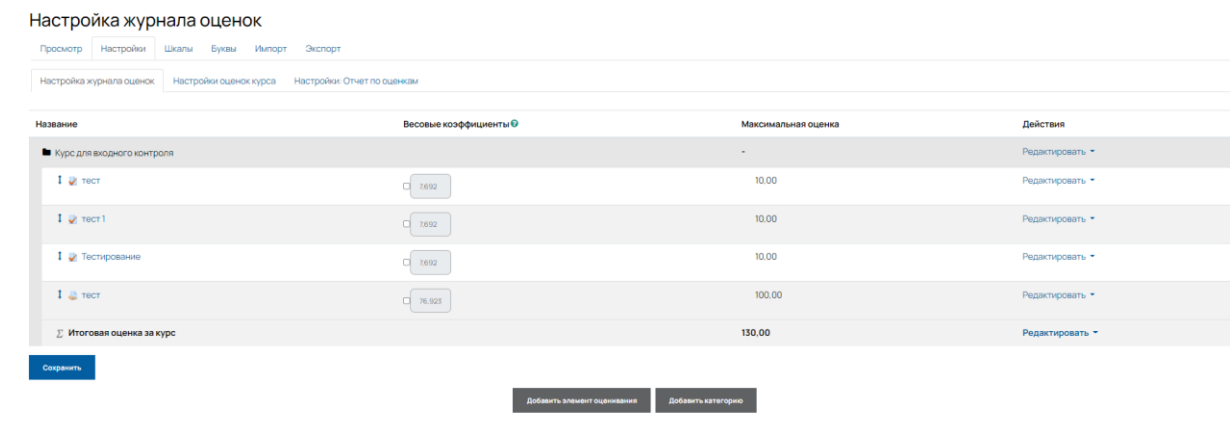 Настройка журнала оценок
Просмотр Настройки Шкалы Буквы Импорт Экспорт
Настройка журнала оценок Настройки оценок курса Настройки: Отчет по оценкам
Название Весовые коэффициенты Максимальная оценка Действия
Курс для входного контроля - Редактировать
тест 7.692 10,00 Редактировать
тест 1 7.692 10,00 Редактировать
Тестирование 7.692 10,00 Редактировать
тест 76.923 100,00 Редактировать
∑ Итоговая оценка за курс 130,00 Редактировать
Сохранить
Добавить элемент оценивания Добавить категорию